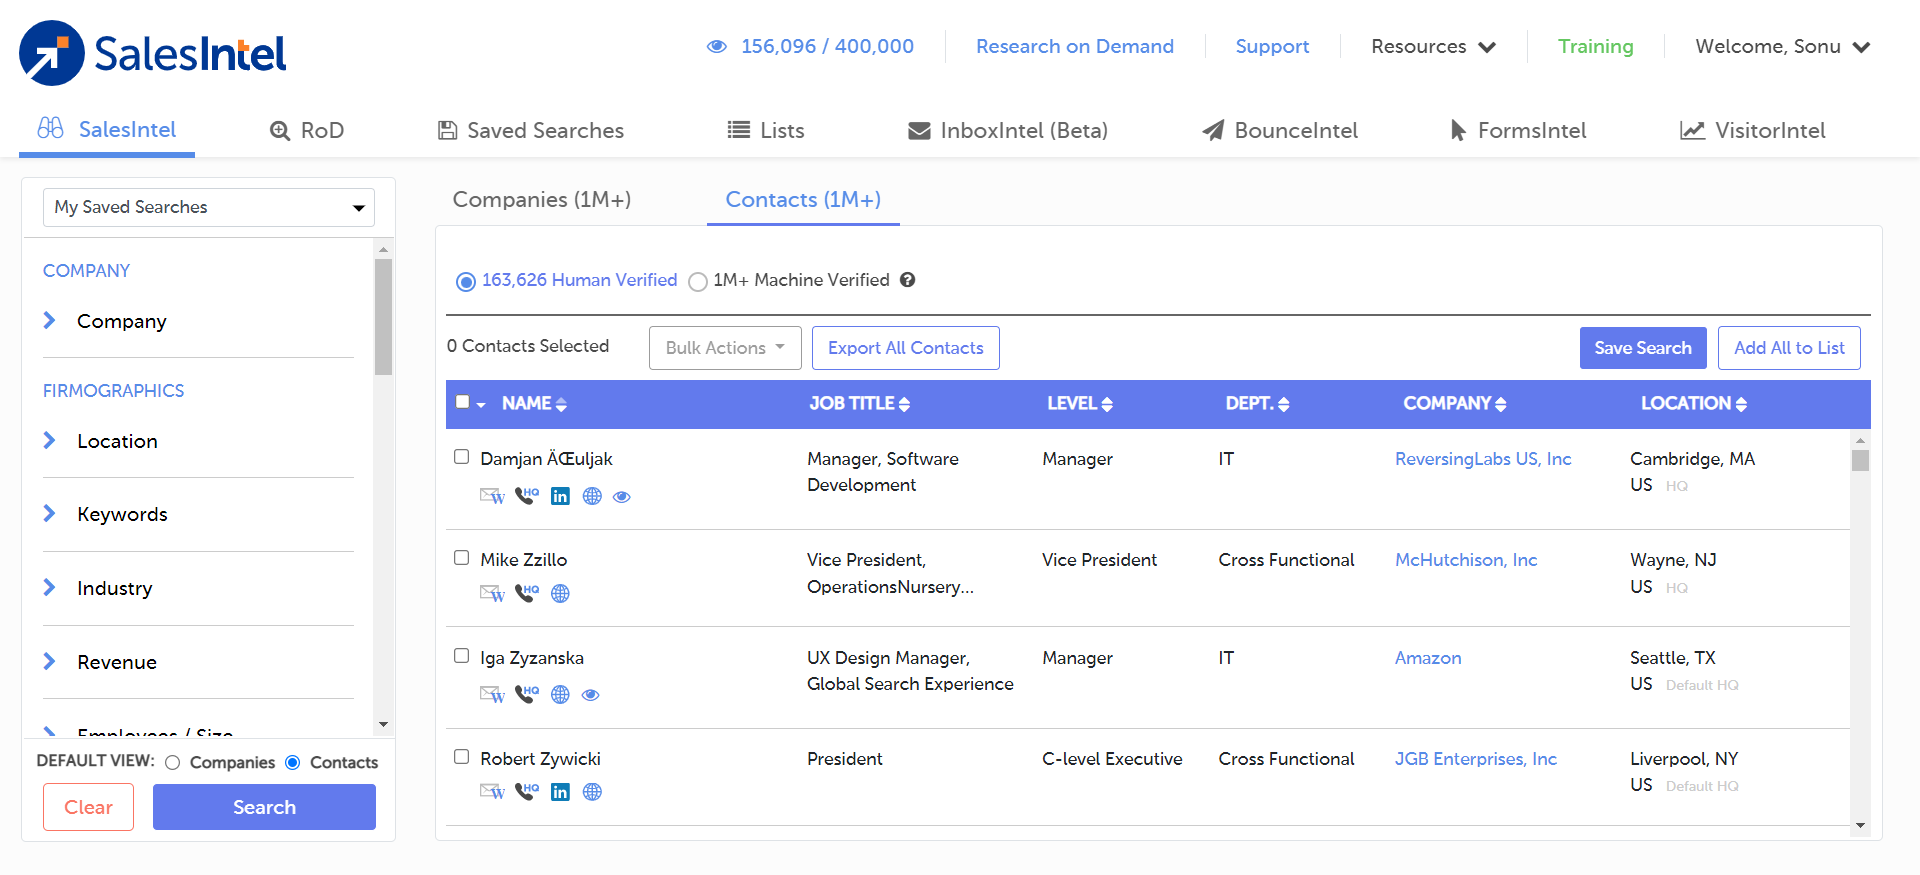 SalesIntel
156,096 / 400,000
Research on Demand
Support
Resources
Training
Welcome, Sonu
SalesIntel
RoD
Saved Searches
Lists
InboxIntel (Beta)
BounceIntel
FormsIntel
VisitorIntel
My Saved Searches
COMPANY
Company
FIRMOGRAPHICS
Location
Keywords
Industry
Revenue
Employees / Size
DEFAULT VIEW: Companies Contacts
Clear
Search
Companies (1M+)
Contacts (1M+)
163,626 Human Verified
1M+ Machine Verified
0 Contacts Selected
Bulk Actions
Export All Contacts
Save Search
Add All to List
NAME
JOB TITLE
LEVEL
DEPT.
COMPANY
LOCATION
Damjan ÄŒuljak
Manager, Software
Development
Manager
IT
ReversingLabs US, Inc
Cambridge, MA
US HQ
W HQ in
Mike Zzillo
Vice President,
OperationsNursery...
Vice President
Cross Functional
McHutchison, Inc
Wayne, NJ
US HQ
W HQ
Iga Zyzanska
UX Design Manager,
Global Search Experience
Manager
IT
Amazon
Seattle, TX
US Default HQ
W HQ
Robert Zywicki
President
C-level Executive
Cross Functional
JGB Enterprises, Inc
Liverpool, NY
US Default HQ
W HQ in